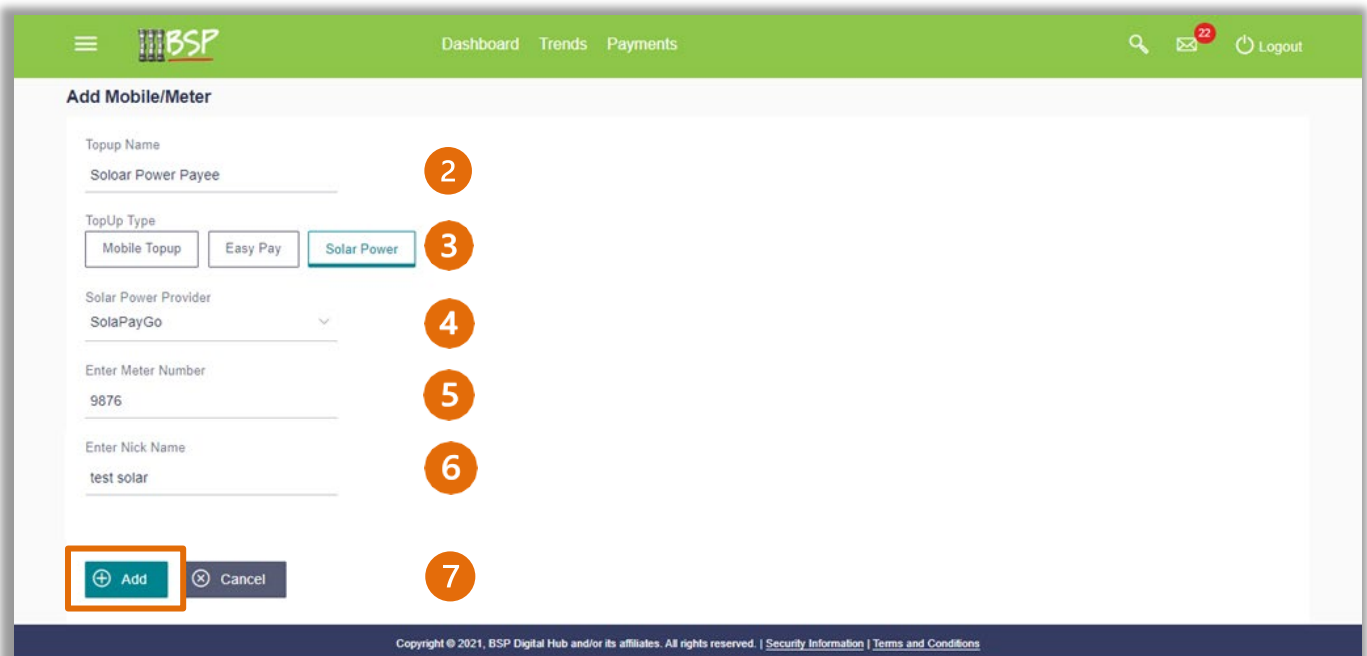 BSP Dashboard Trends Payments 22 Logout
Add Mobile/Meter
Topup Name
Soloar Power Payee 2
TopUp Type
Mobile Topup Easy Pay Solar Power 3
Solar Power Provider
SolaPayGo 4
Enter Meter Number
9876 5
Enter Nick Name
test solar 6
Add Cancel 7
Copyright © 2021, BSP Digital Hub and/or its affiliates. All rights reserved. | Security Information | Terms and Conditions